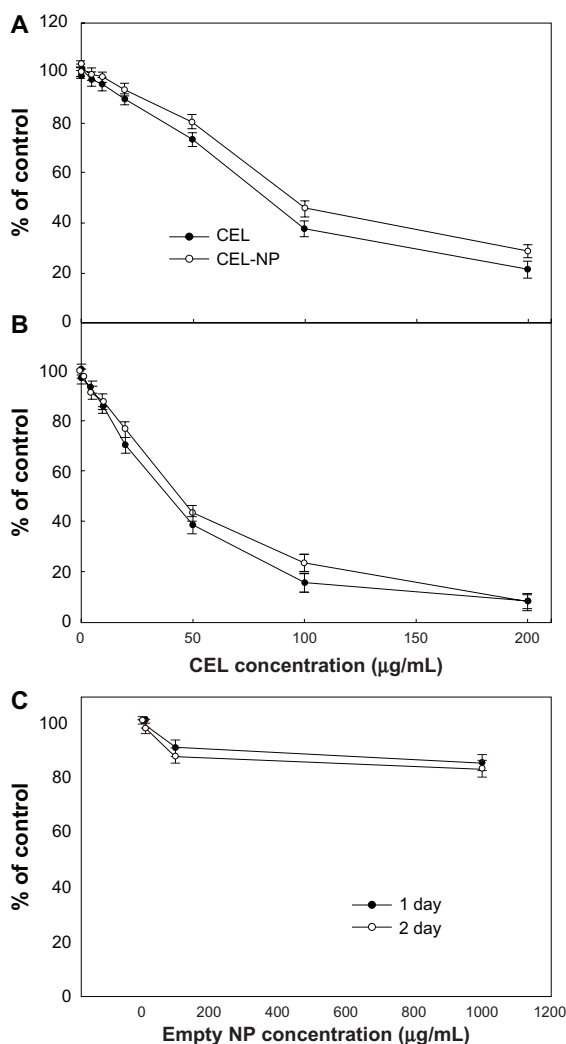 A
120
100
80
60
40
20
0
% of control
CEL
CEL-NP
B
100
80
60
40
20
0
% of control
0 50 100 150 200
CEL concentration (μg/mL)
C
100
80
60
40
20
0
% of control
1 day
2 day
0 200 400 600 800 1000 1200
Empty NP concentration (μg/mL)